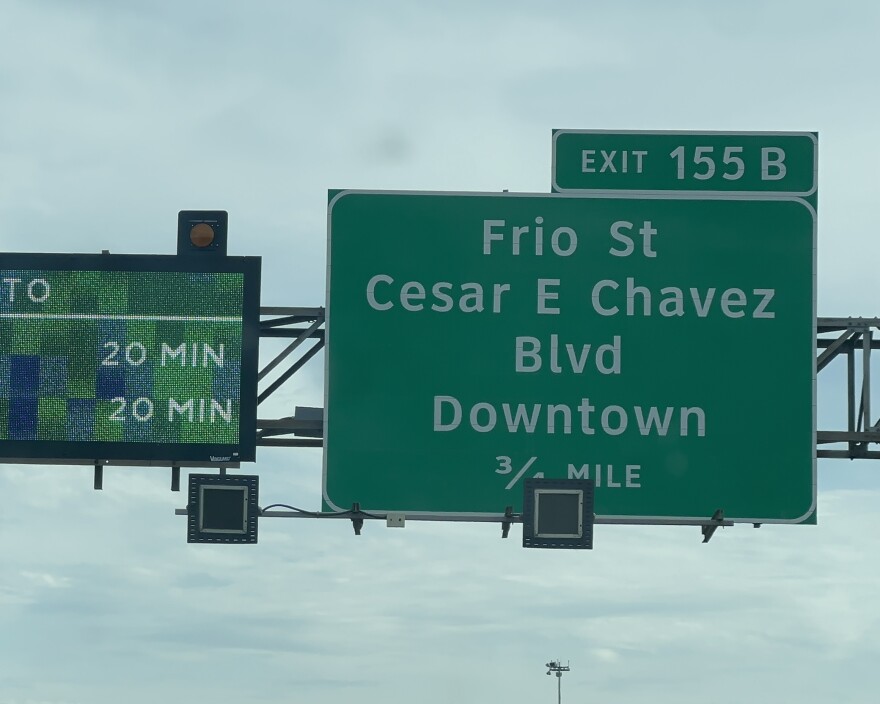 EXIT 155 B
Frio St
Cesar E Chavez
Blvd
Downtown
3/4 MILE
TO
20 MIN
20 MIN